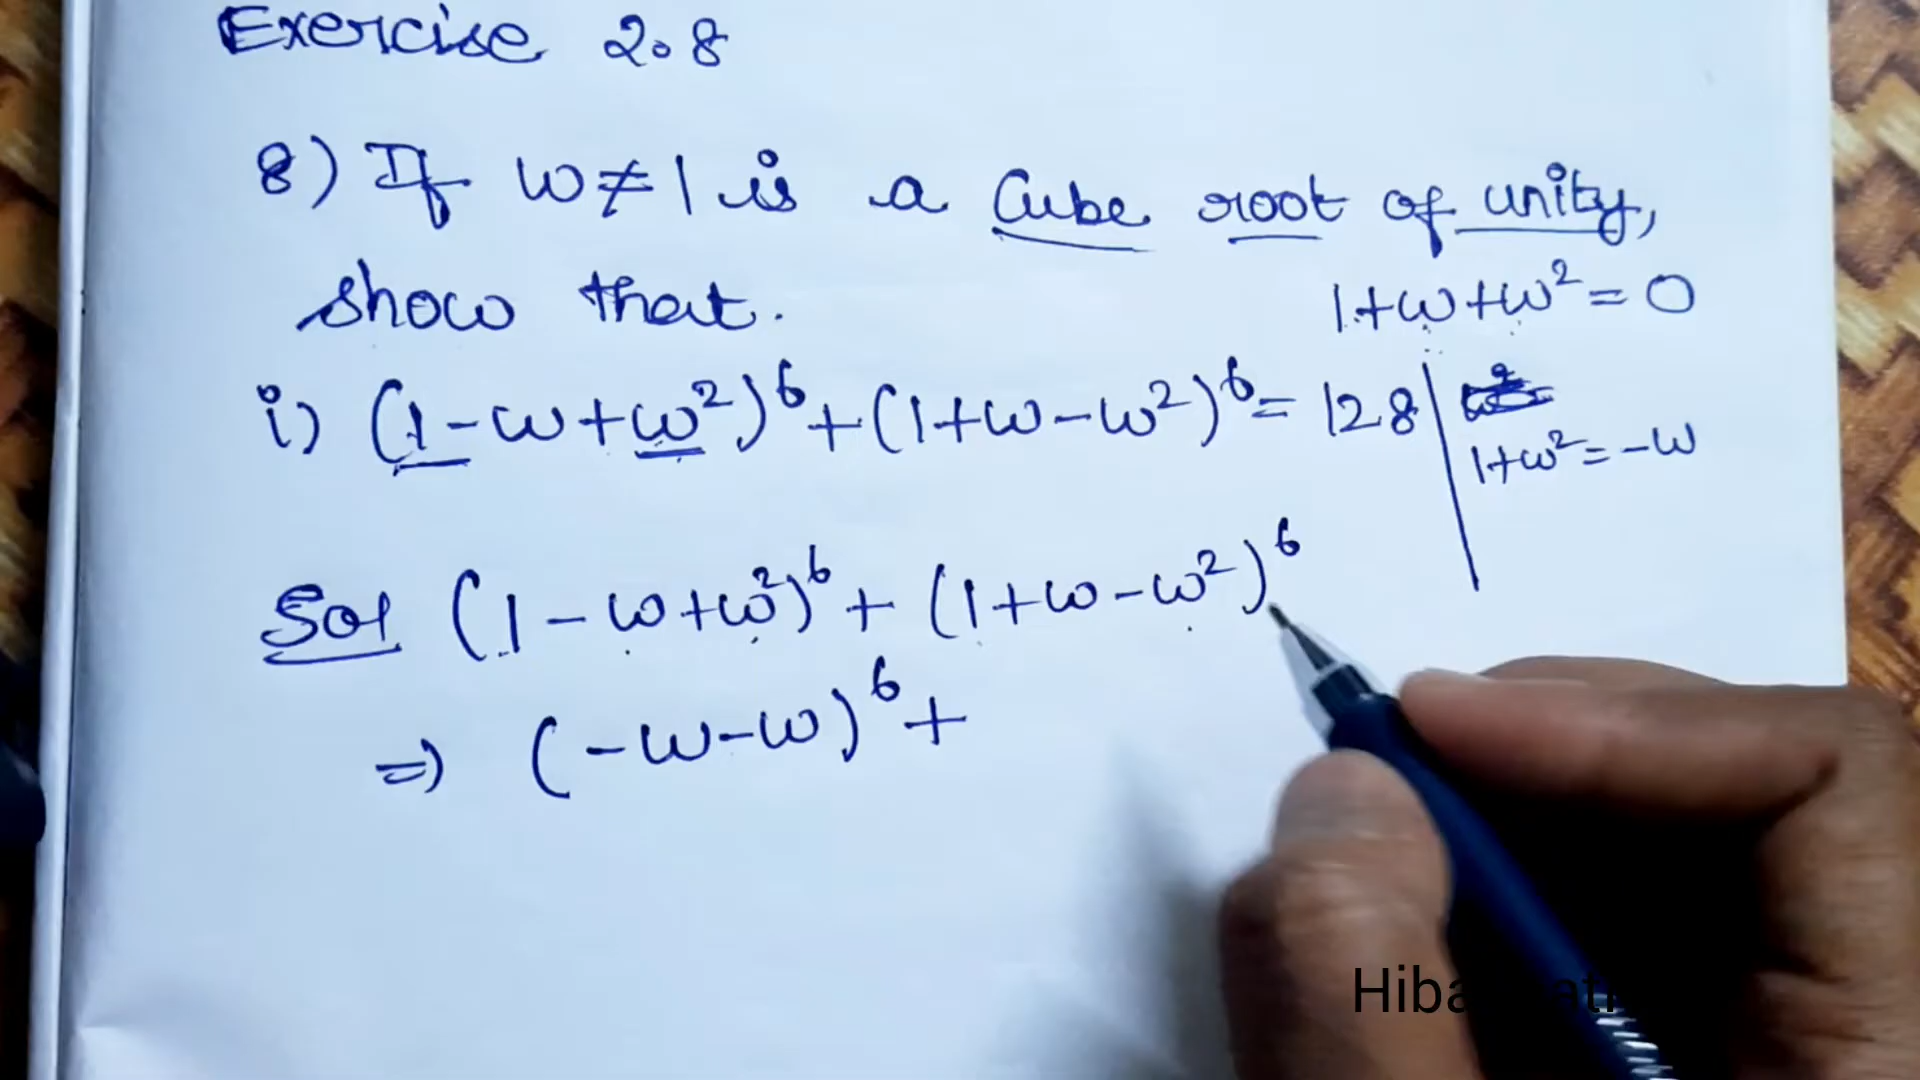 Exercise 2.8
8) If ω≠1 is a Cube root of unity,
show that.
1+ω+ω²=0
i) (1-ω+ω²)⁶+(1+ω-ω²)⁶=128
1+ω²=-ω
Sol (1-ω+ω²)⁶+(1+ω-ω²)⁶
⇒ (-ω-ω)⁶+